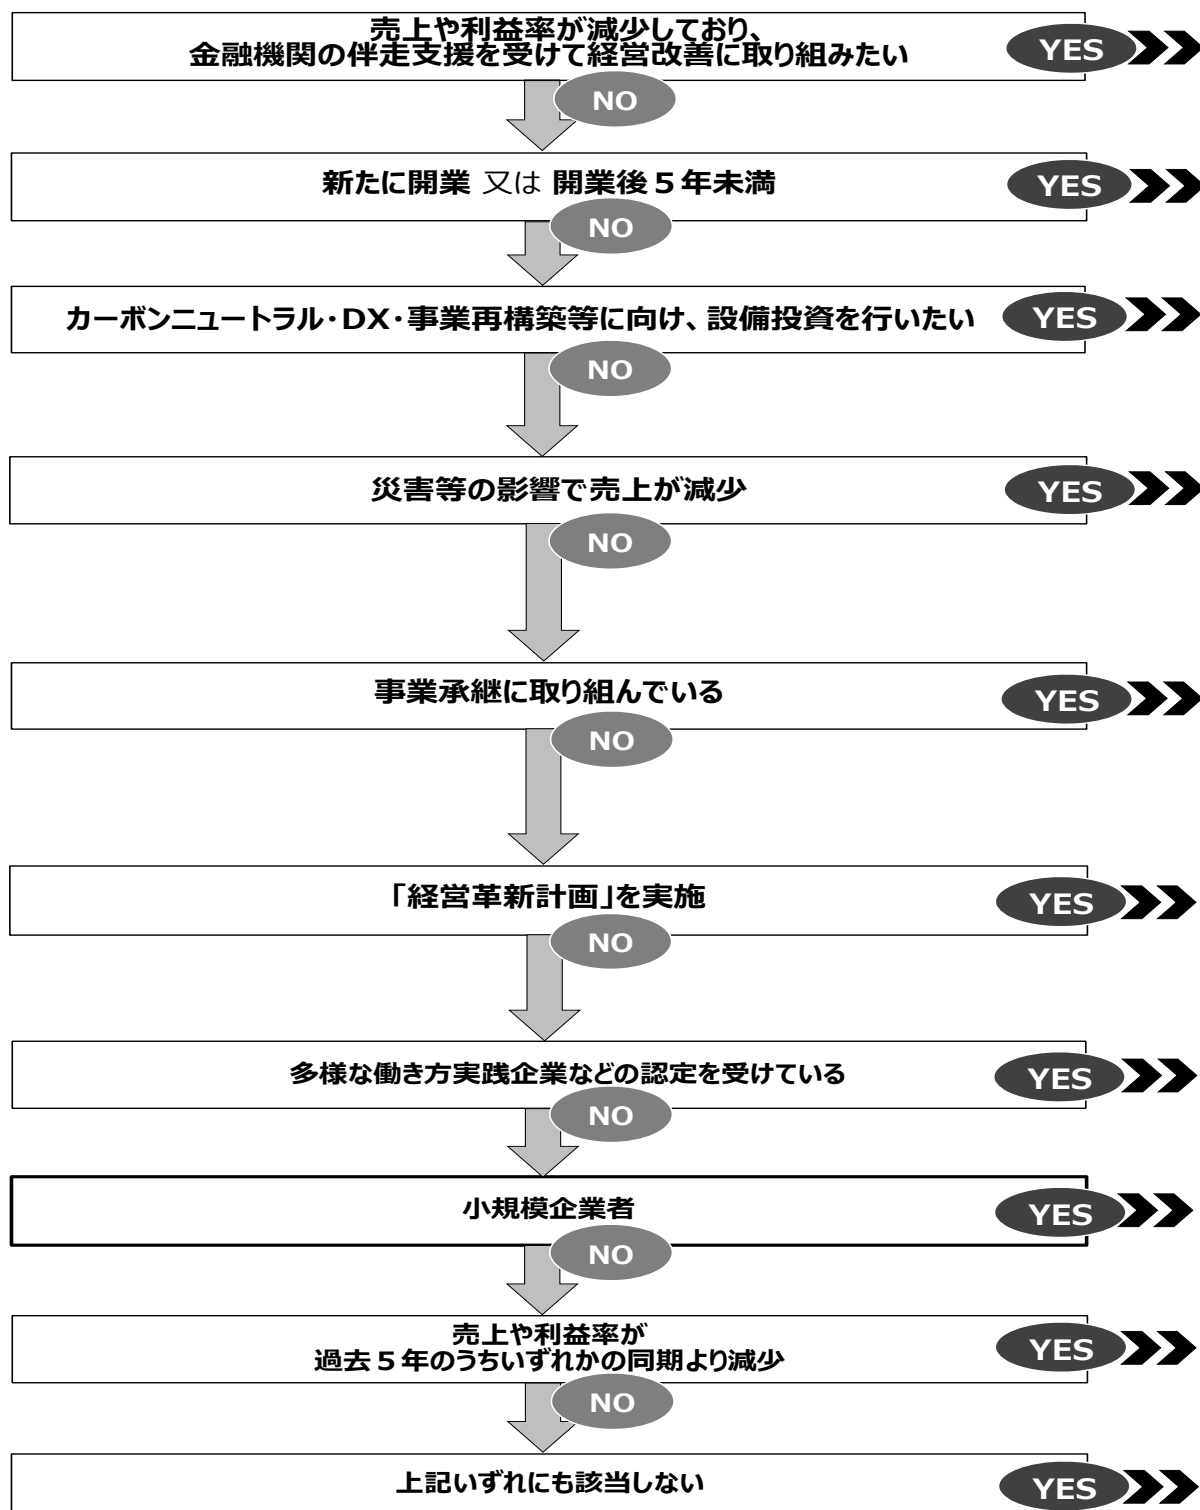 売上や利益率が減少しており、
金融機関の伴走支援を受けて経営改善に取り組みたい
YES
NO
新たに開業 又は 開業後５年未満
YES
NO
カーボンニュートラル・DX・事業再構築等に向け、設備投資を行いたい
YES
NO
災害等の影響で売上が減少
YES
NO
事業承継に取り組んでいる
YES
NO
「経営革新計画」を実施
YES
NO
多様な働き方実践企業などの認定を受けている
YES
NO
小規模企業者
YES
NO
売上や利益率が
過去５年のうちいずれかの同期より減少
YES
NO
上記いずれにも該当しない
YES